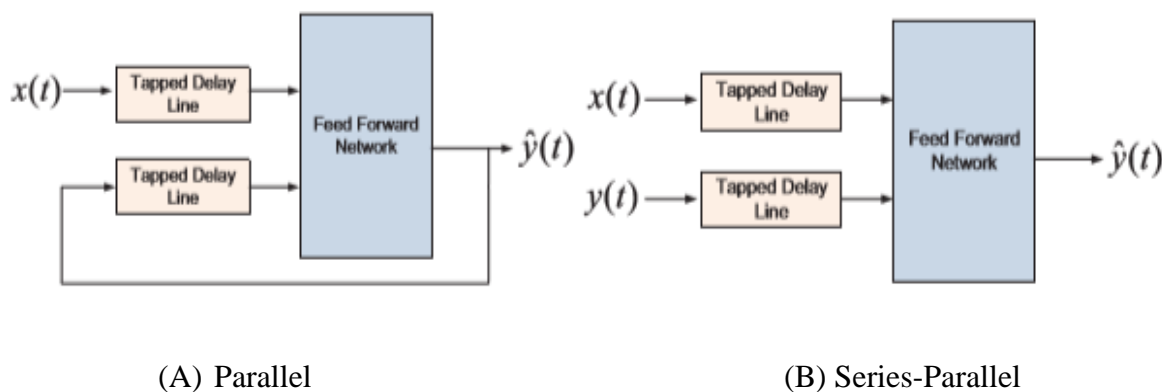 x(t)
Tapped Delay
Line
Tapped Delay
Line
Feed Forward
Network
ŷ(t)
(A) Parallel
x(t)
Tapped Delay
Line
y(t)
Tapped Delay
Line
Feed Forward
Network
ŷ(t)
(B) Series-Parallel